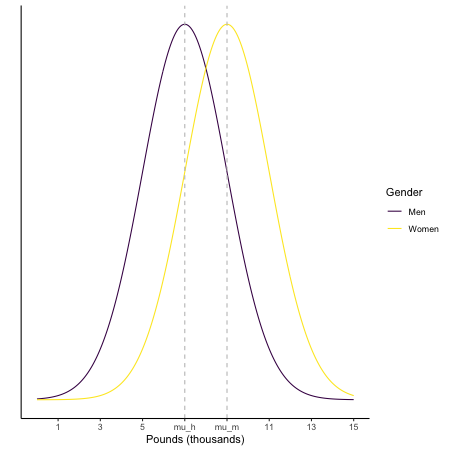 Gender
Men
Women
1 3 5 mu_h mu_m 11 13 15
Pounds (thousands)